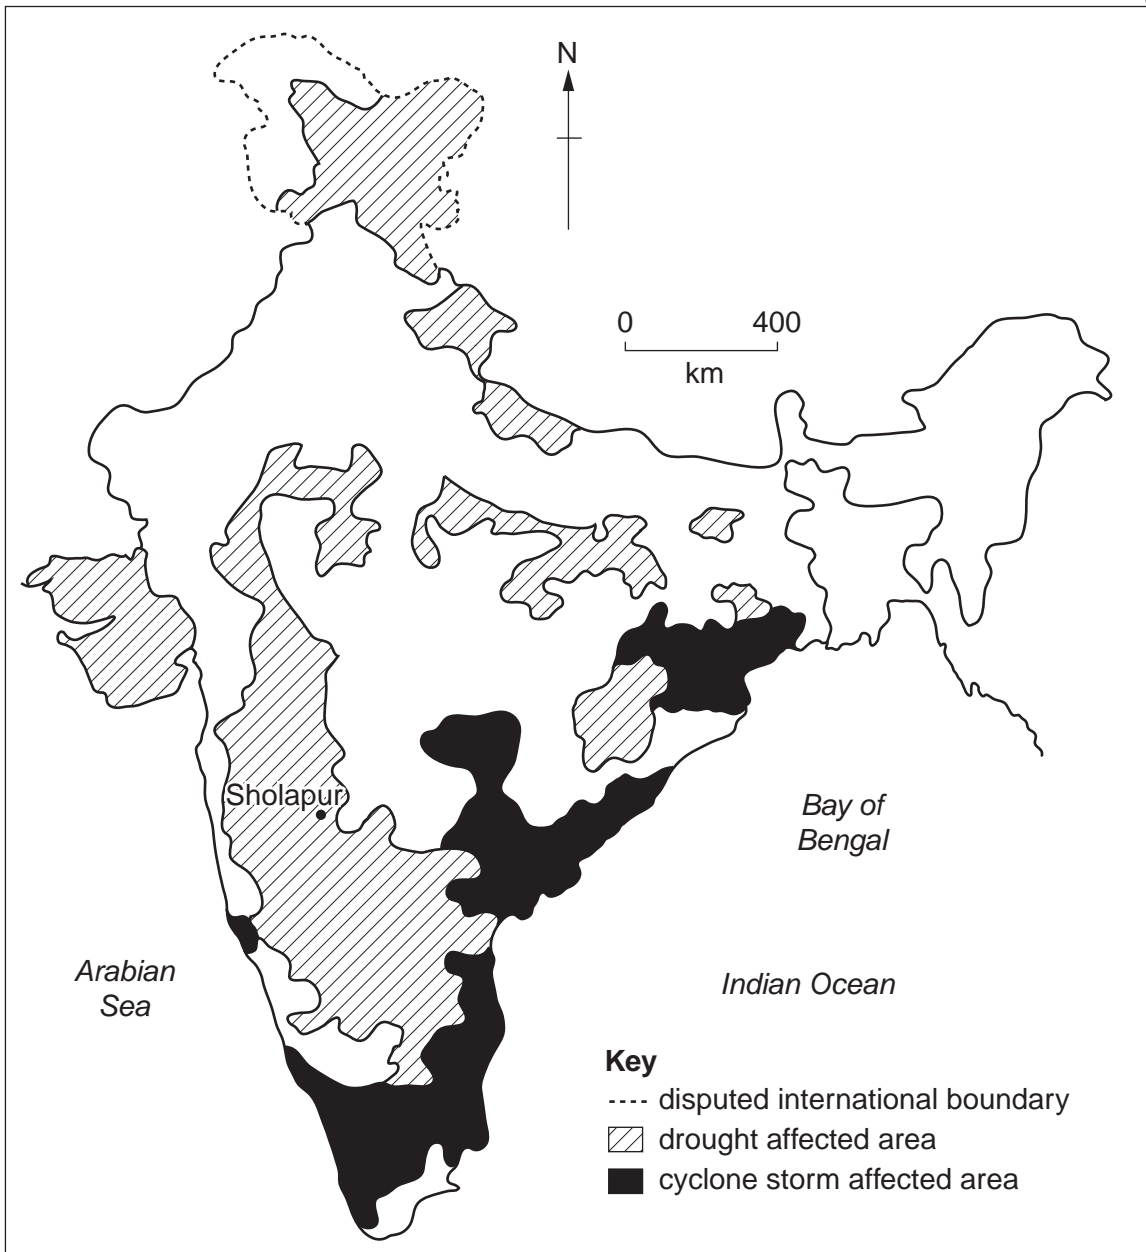 N
0 400
km
Sholapur
Bay of
Bengal
Arabian
Sea
Indian Ocean
Key
disputed international boundary
drought affected area
cyclone storm affected area